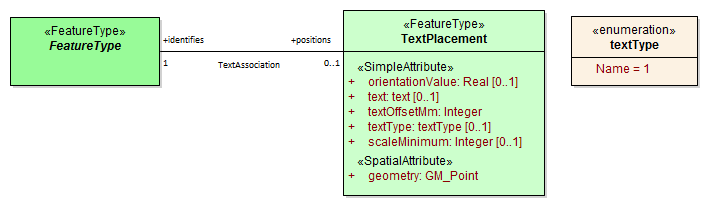 «FeatureType»
FeatureType
+identifies
+positions
1
TextAssociation
0..1
«FeatureType»
TextPlacement
«SimpleAttribute»
+ orientationValue: Real [0..1]
+ text: text [0..1]
+ textOffsetMm: Integer
+ textType: textType [0..1]
+ scaleMinimum: Integer [0..1]
«SpatialAttribute»
+ geometry: GM_Point
«enumeration»
textType
Name = 1